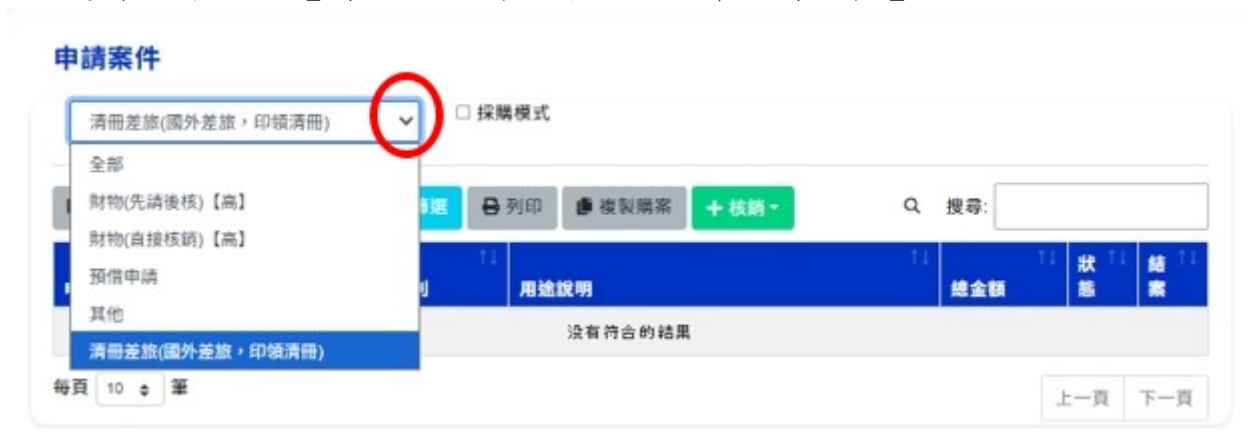 申請案件
清冊差旅(國外差旅，印領清冊)
採購模式
全部
財物(先請後核)【高】
財物(直接核銷)【高】
預借申請
其他
清冊差旅(國外差旅，印領清冊)
列印
複製購案
+ 核銷
搜尋:
用途說明
總金額
狀態
結案
沒有符合的結果
每頁 10 筆
上一頁 下一頁